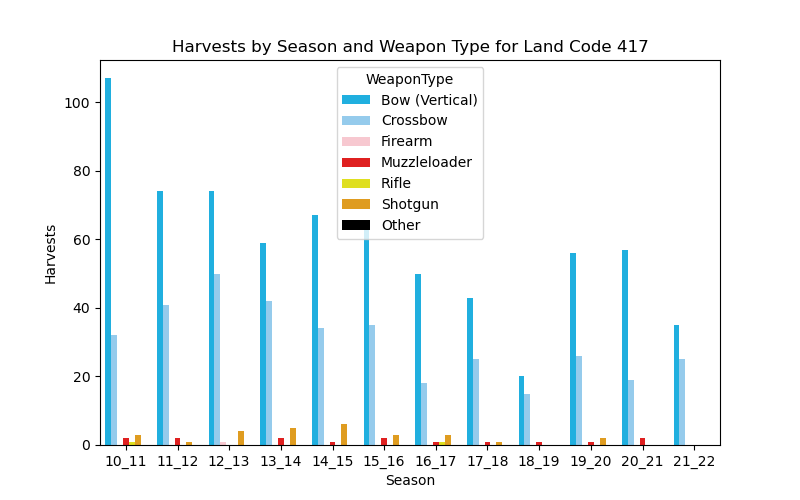 Harvests by Season and Weapon Type for Land Code 417
WeaponType
Bow (Vertical)
Crossbow
Firearm
Muzzleloader
Rifle
Shotgun
Other
100
80
60
40
20
0
Harvests
10_11 11_12 12_13 13_14 14_15 15_16 16_17 17_18 18_19 19_20 20_21 21_22
Season